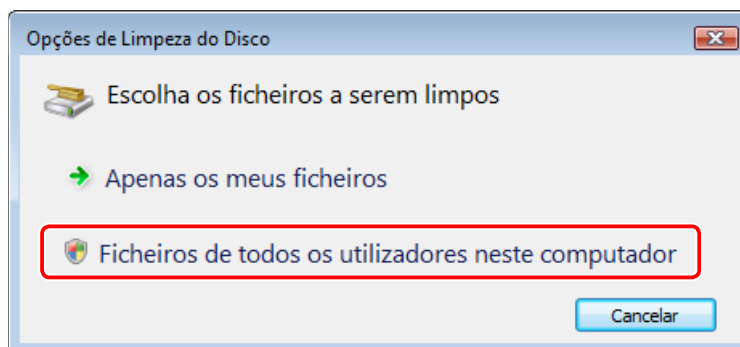 Opções de Limpeza do Disco
Escolha os ficheiros a serem limpos
Apenas os meus ficheiros
Ficheiros de todos os utilizadores neste computador
Cancelar